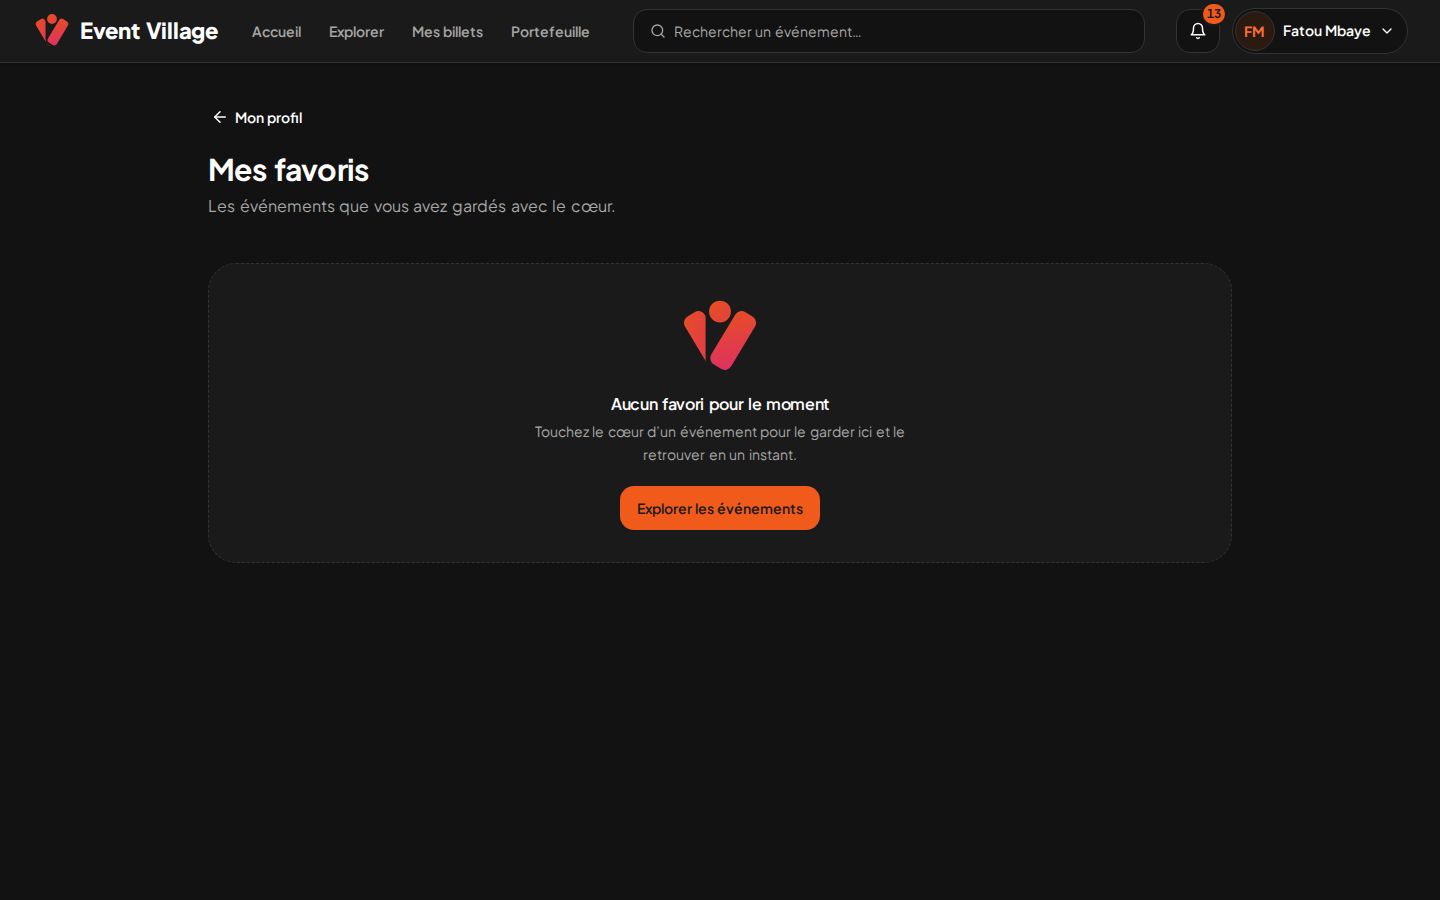 Event Village
Accueil
Explorer
Mes billets
Portefeuille
Rechercher un événement…
13
FM
Fatou Mbaye
Mon profil
Mes favoris
Les événements que vous avez gardés avec le cœur.
Aucun favori pour le moment
Touchez le cœur d'un événement pour le garder ici et le
retrouver en un instant.
Explorer les événements